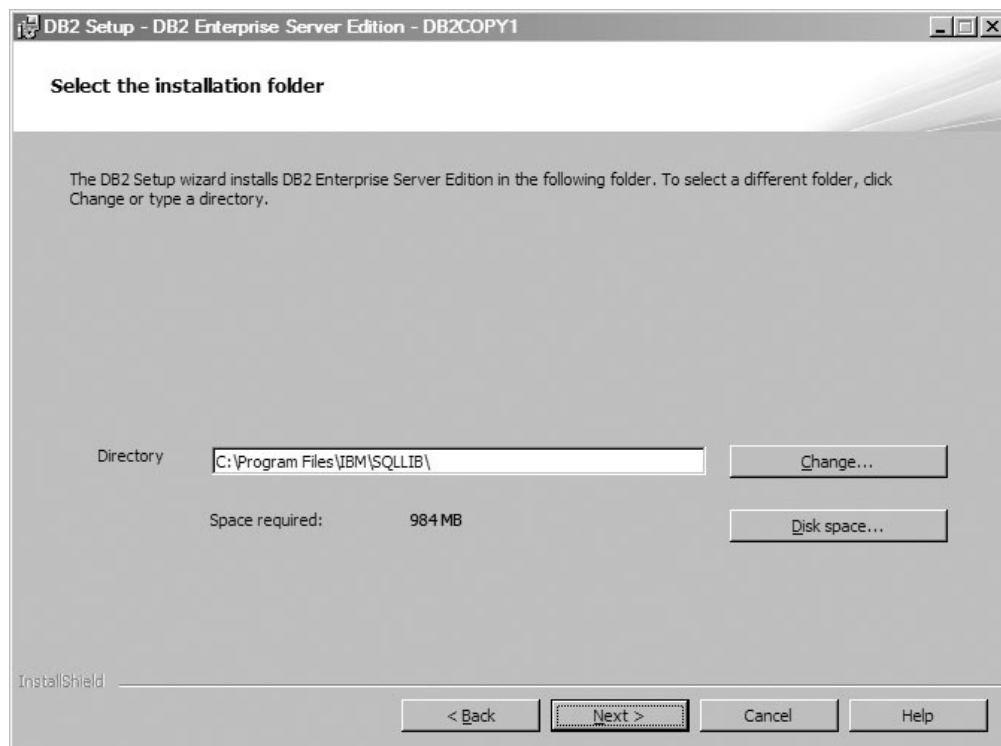 DB2 Setup - DB2 Enterprise Server Edition - DB2COPY1
Select the installation folder
The DB2 Setup wizard installs DB2 Enterprise Server Edition in the following folder. To select a different folder, click
Change or type a directory.
Directory
C:\Program Files\IBM\SQLLIB\
Change...
Space required:
984 MB
Disk space...
InstallShield
< Back
Next >
Cancel
Help